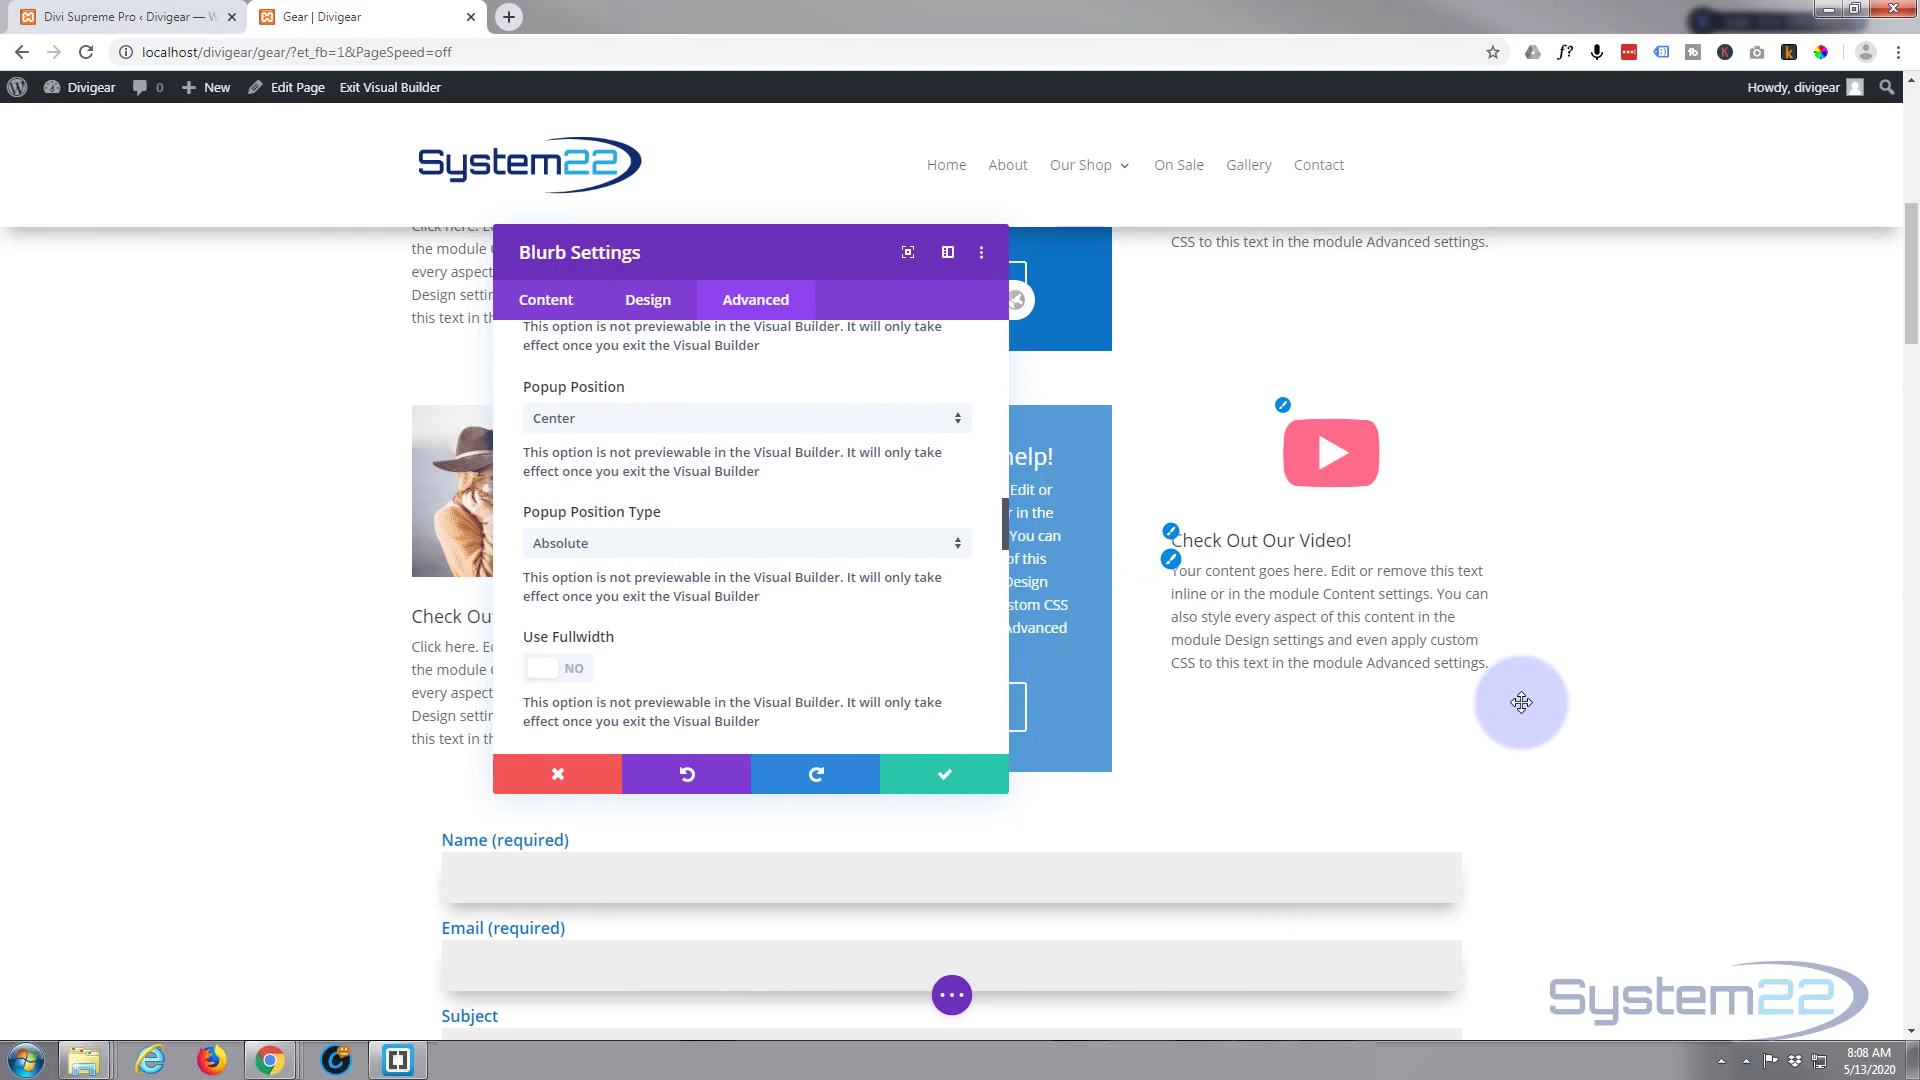 Divi Supreme Pro ‹ Divigear — W
Gear | Divigear
localhost/divigear/gear/?et_fb=1&PageSpeed=off
Divigear
0
New
Edit Page
Exit Visual Builder
Howdy, divigear
System22
Home
About
Our Shop
On Sale
Gallery
Contact
Click here. Ed
the module C
every aspect
Design settin
this text in th
CSS to this text in the module Advanced settings.
Blurb Settings
Content
Design
Advanced
This option is not previewable in the Visual Builder. It will only take
effect once you exit the Visual Builder
Popup Position
Center
This option is not previewable in the Visual Builder. It will only take
effect once you exit the Visual Builder
Popup Position Type
Absolute
This option is not previewable in the Visual Builder. It will only take
effect once you exit the Visual Builder
Use Fullwidth
NO
This option is not previewable in the Visual Builder. It will only take
effect once you exit the Visual Builder
help!
Edit or
r in the
You can
of this
Design
stom CSS
Advanced
Check Out Our Video!
Your content goes here. Edit or remove this text
inline or in the module Content settings. You can
also style every aspect of this content in the
module Design settings and even apply custom
CSS to this text in the module Advanced settings.
Check Out
Click here. Ed
the module C
every aspect
Design settin
this text in th
Name (required)
Email (required)
Subject
System22
8:08 AM
5/13/2020